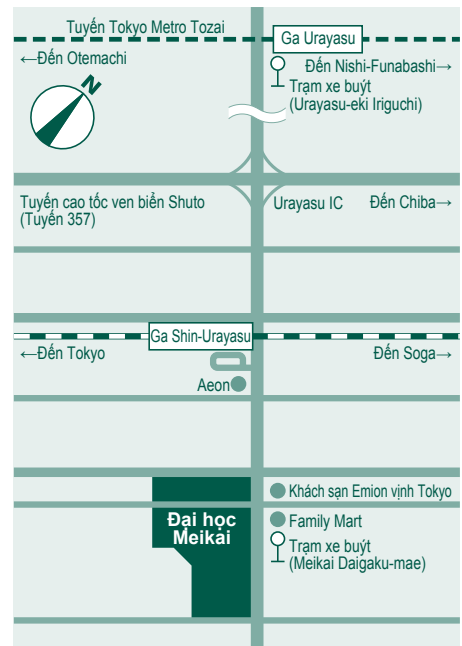 Tuyến Tokyo Metro Tozai
Ga Urayasu
←Đến Otemachi
Đến Nishi-Funabashi→
Trạm xe buýt
(Urayasu-eki Iriguchi)
N
Tuyến cao tốc ven biển Shuto
(Tuyến 357)
Urayasu IC
Đến Chiba→
Ga Shin-Urayasu
←Đến Tokyo
Đến Soga→
Aeon
Khách sạn Emion vịnh Tokyo
Đại học
Meikai
Family Mart
Trạm xe buýt
(Meikai Daigaku-mae)